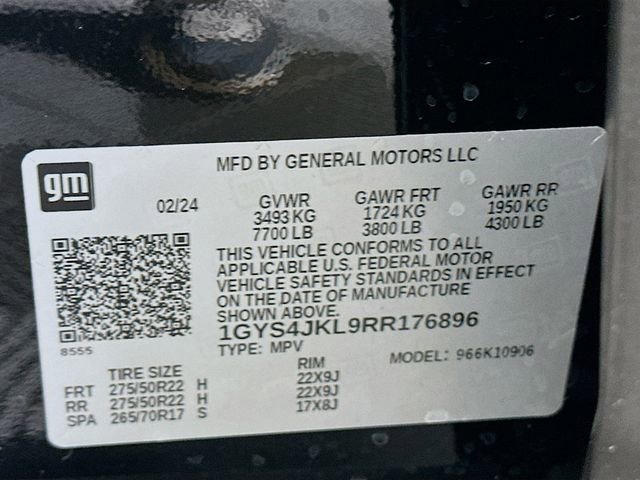 gm
MFD BY GENERAL MOTORS LLC
02/24
GVWR GAWR FRT GAWR RR
3493 KG 1724 KG 1950 KG
7700 LB 3800 LB 4300 LB
THIS VEHICLE CONFORMS TO ALL
APPLICABLE U.S. FEDERAL MOTOR
VEHICLE SAFETY STANDARDS IN EFFECT
ON THE DATE OF MANUFACTURE
SHOWN ABOVE.
1GYS4JKL9RR176896
8555
TYPE: MPV MODEL: 966K10906
TIRE SIZE RIM
FRT 275/50R22 H 22X9J
RR 275/50R22 H 22X9J
SPA 265/70R17 S 17X8J